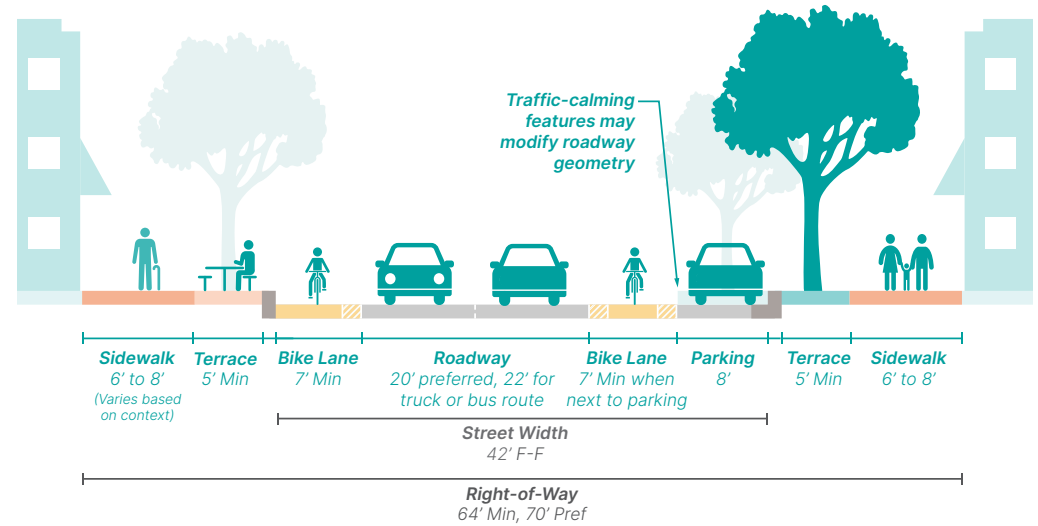 Traffic-calming
features may
modify roadway
geometry
Sidewalk
6’ to 8’
(Varies based
on context)
Terrace
5’ Min
Bike Lane
7’ Min
Roadway
20’ preferred, 22’ for
truck or bus route
Bike Lane
7’ Min when
next to parking
Parking
8’
Terrace
5’ Min
Sidewalk
6’ to 8’
Street Width
42’ F-F
Right-of-Way
64’ Min, 70’ Pref